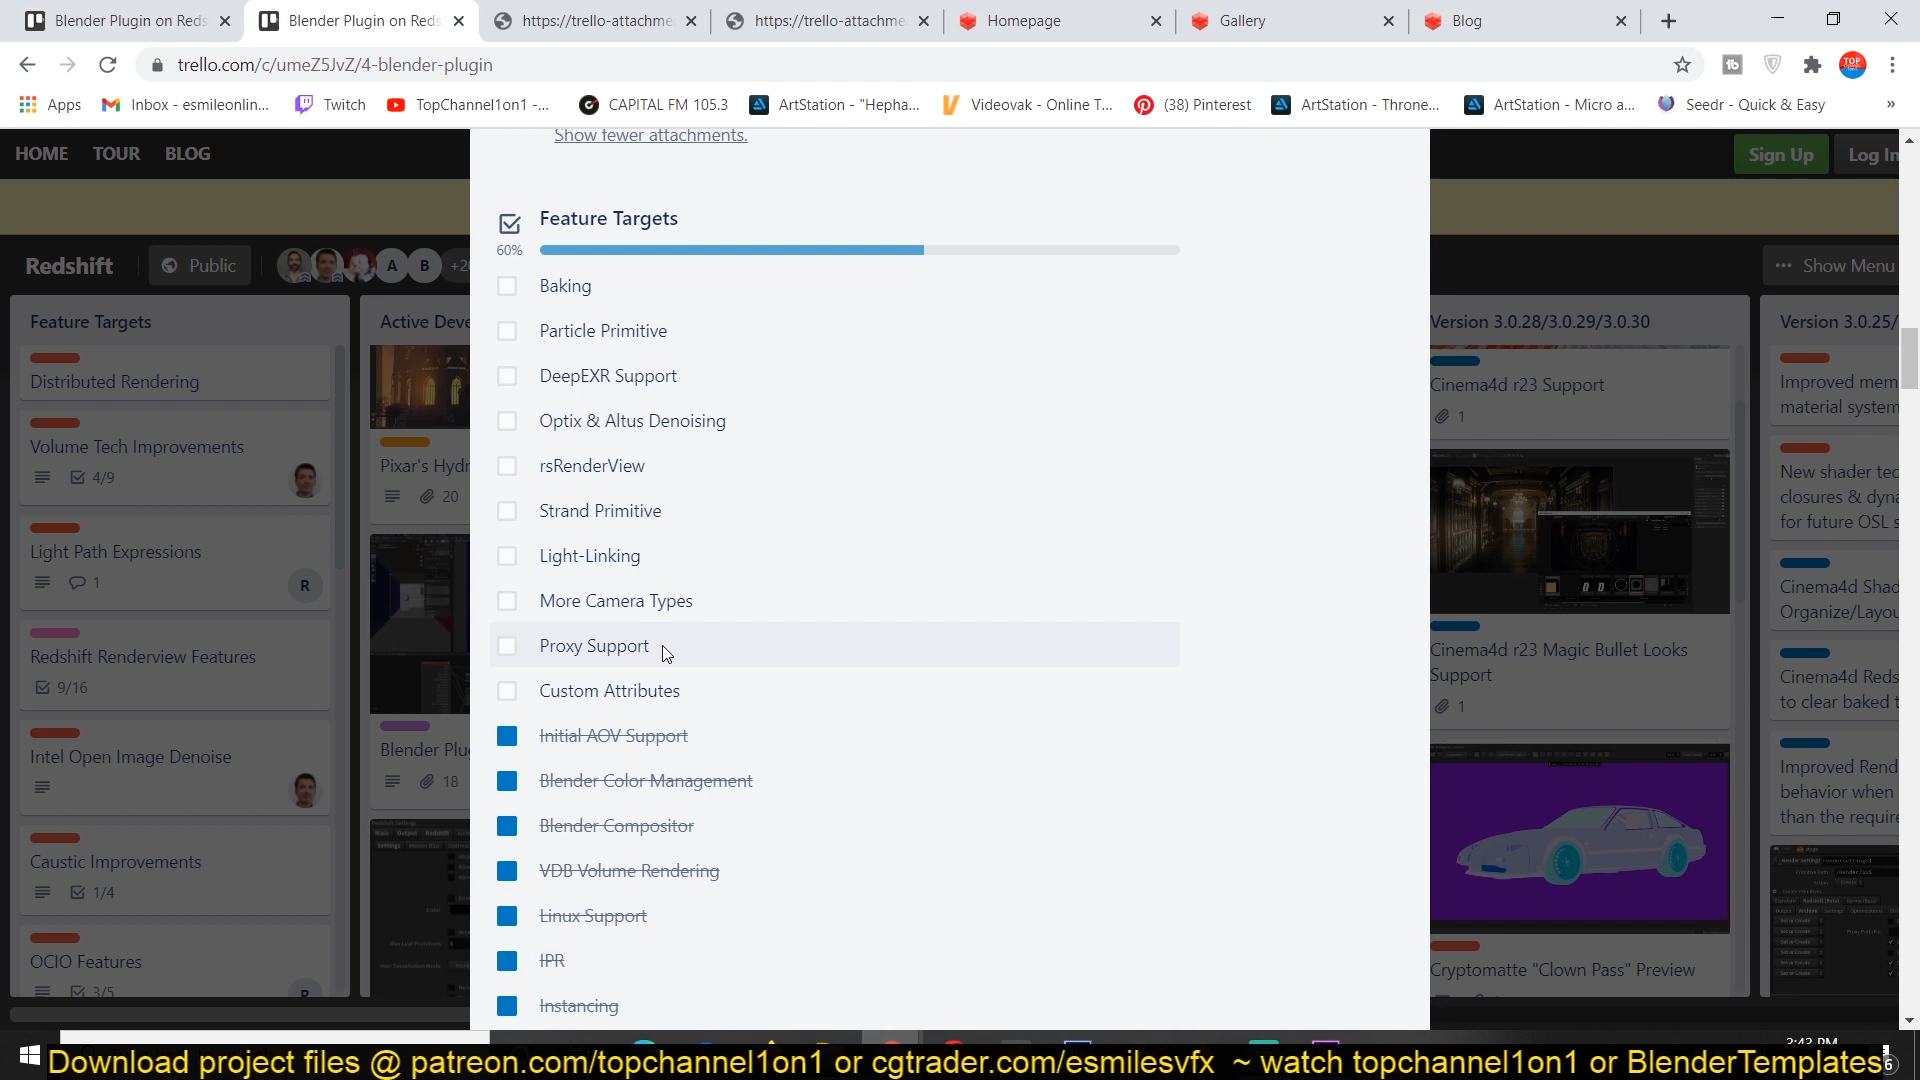 Blender Plugin on Reds
Blender Plugin on Reds
https://trello-attachme
https://trello-attachme
Homepage
Gallery
Blog
trello.com/c/umeZ5JvZ/4-blender-plugin
TOP
Apps
Inbox - esmileonlin...
Twitch
TopChannel1on1 -...
CAPITAL FM 105.3
ArtStation - "Hepha...
Videovak - Online T...
(38) Pinterest
ArtStation - Throne...
ArtStation - Micro a...
Seedr - Quick & Easy
Show fewer attachments.
HOME
TOUR
BLOG
Sign Up
Log In
Redshift
Public
A
B
+20
Show Menu
Feature Targets
Distributed Rendering
Volume Tech Improvements
4/9
Light Path Expressions
1
R
Redshift Renderview Features
9/16
Intel Open Image Denoise
Caustic Improvements
1/4
OCIO Features
3/5
R
Active Deve
Pixar's Hydr
20
Blender Plu
18
Feature Targets
60%
Baking
Particle Primitive
DeepEXR Support
Optix & Altus Denoising
rsRenderView
Strand Primitive
Light-Linking
More Camera Types
Proxy Support
Custom Attributes
Initial AOV Support
Blender Color Management
Blender Compositor
VDB Volume Rendering
Linux Support
IPR
Instancing
Version 3.0.28/3.0.29/3.0.30
Cinema4d r23 Support
1
Cinema4d r23 Magic Bullet Looks
Support
1
Cryptomatte "Clown Pass" Preview
Version 3.0.25/
Improved mem
material system
New shader tec
closures & dyna
for future OSL s
Cinema4d Shad
Organize/Layou
Cinema4d Reds
to clear baked t
Improved Rend
behavior when
than the require
3:43 PM
Download project files @ patreon.com/topchannel1on1 or cgtrader.com/esmilesvfx ~ watch topchannel1on1 or BlenderTemplates